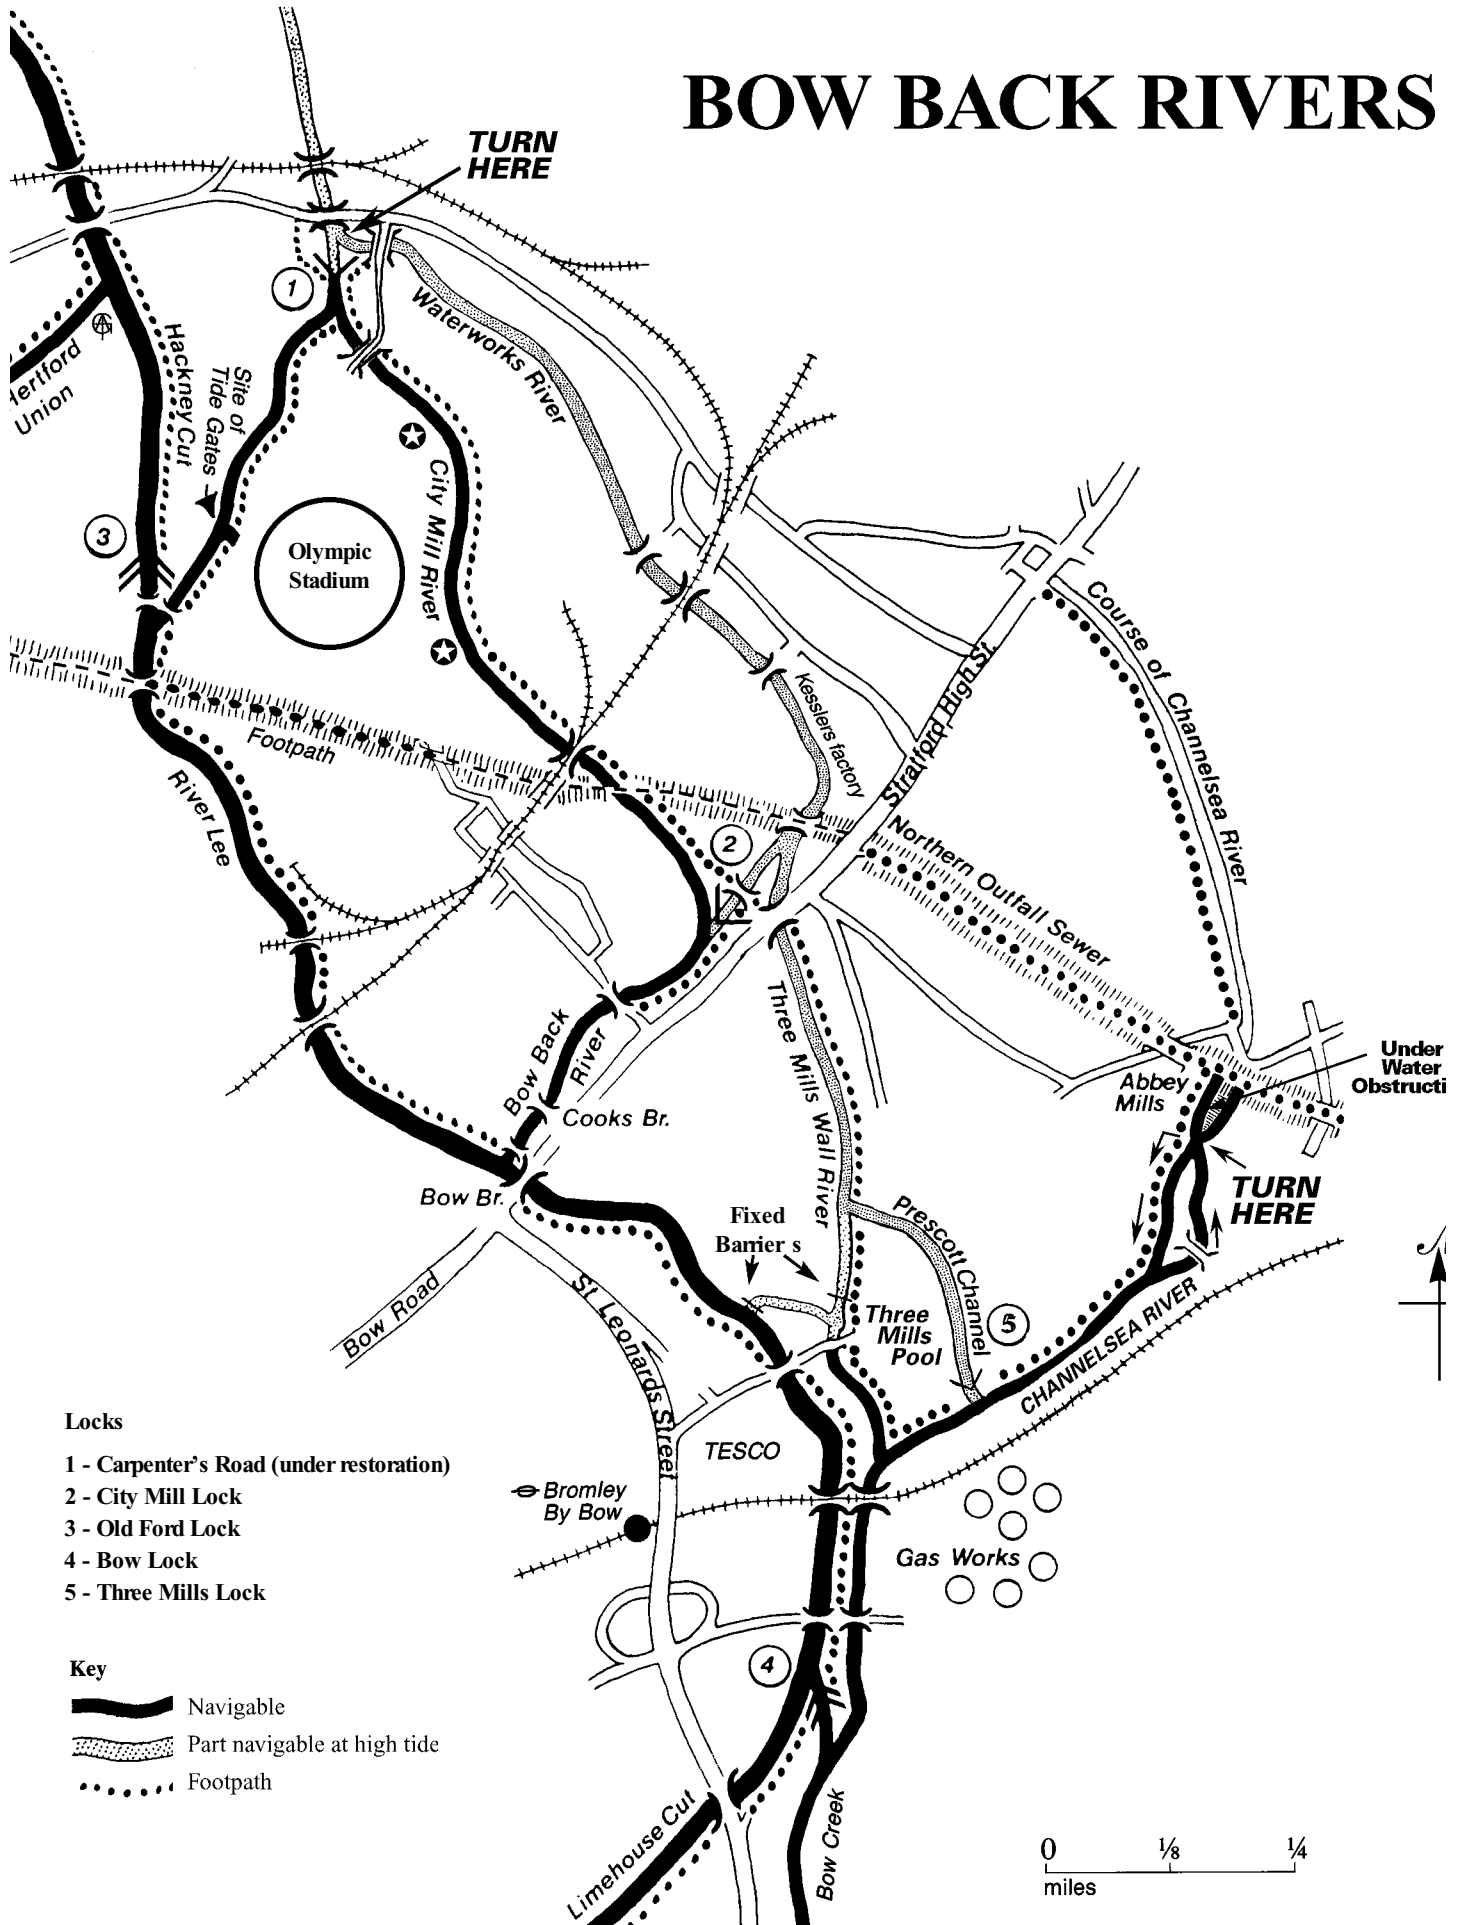 BOW BACK RIVERS
TURN
HERE
1
Waterworks River
Hackney Cut
Hertford
Union
Site of
Tide Gates
City Mill River
3
Olympic
Stadium
Course of Channelsea River
Stratford High St.
Kesslers factory
Footpath
River Lee
2
Northern Outfall Sewer
Three Mills Wall River
Bow Back
River
Cooks Br.
Under
Water
Obstructi
Abbey
Mills
TURN
HERE
Bow Br.
Fixed
Barrier s
Prescott Channel
Bow Road
St Leonards Street
Three
Mills
Pool
5
CHANNELSEA RIVER
TESCO
Bromley
By Bow
Gas Works
Locks
1 - Carpenter's Road (under restoration)
2 - City Mill Lock
3 - Old Ford Lock
4 - Bow Lock
5 - Three Mills Lock
4
Key
Navigable
Part navigable at high tide
Footpath
Limehouse Cut
Bow Creek
0 ⅛ ¼
miles